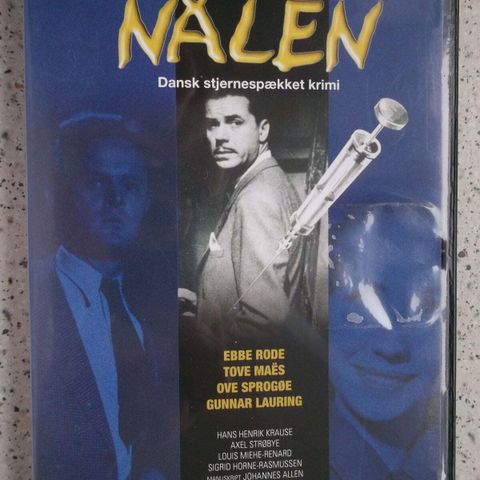 NÅLEN
Dansk stjernespækket krimi
EBBE RODE
TOVE MAËS
OVE SPROGØE
GUNNAR LAURING
HANS HENRIK KRAUSE
AXEL STRØBYE
LOUIS MIEHE-RENARD
SIGRID HORNE-RASMUSSEN
MANUSKRIPT JOHANNES ALLEN